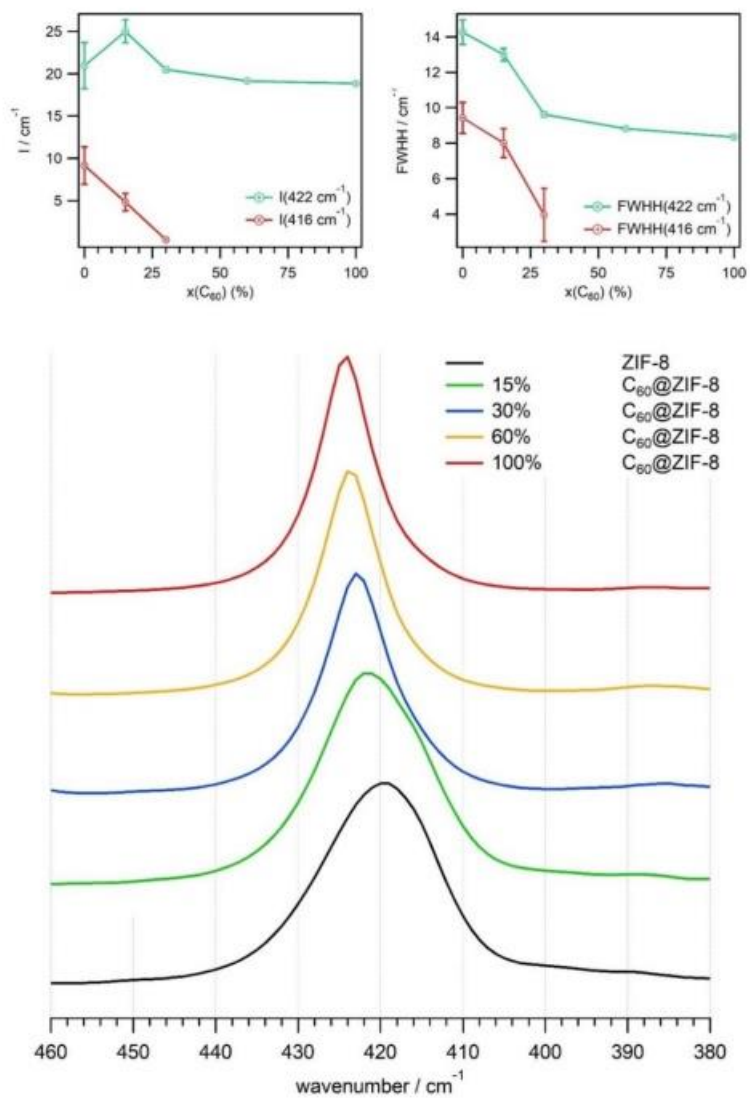 25
20
15
10
5
I / cm⁻¹
I(422 cm⁻¹)
I(416 cm⁻¹)
0 25 50 75 100
x(C₆₀) (%)
14
12
10
8
6
4
FWHH / cm⁻¹
FWHH(422 cm⁻¹)
FWHH(416 cm⁻¹)
0 25 50 75 100
x(C₆₀) (%)
ZIF-8
15% C₆₀@ZIF-8
30% C₆₀@ZIF-8
60% C₆₀@ZIF-8
100% C₆₀@ZIF-8
460 450 440 430 420 410 400 390 380
wavenumber / cm⁻¹